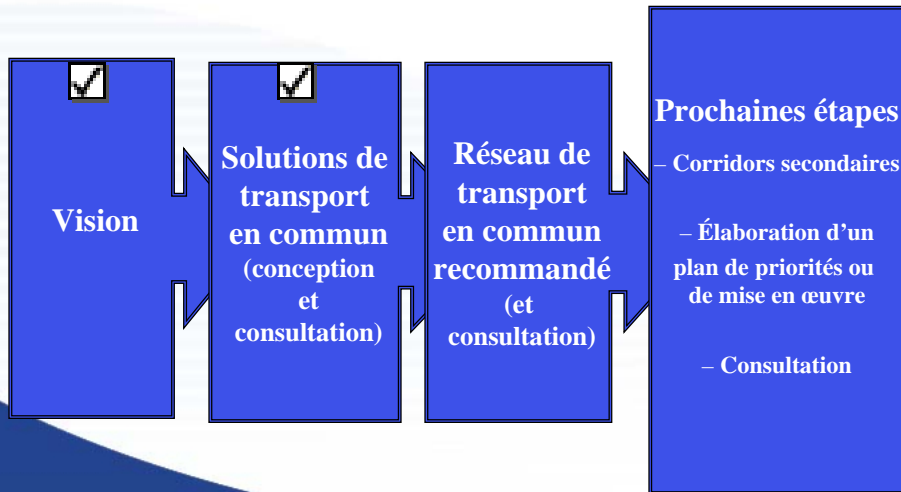 Vision
Solutions de
transport
en commun
(conception
et
consultation)
Réseau de
transport
en commun
recommandé
(et
consultation)
Prochaines étapes
– Corridors secondaires
– Élaboration d’un
plan de priorités ou
de mise en œuvre
– Consultation